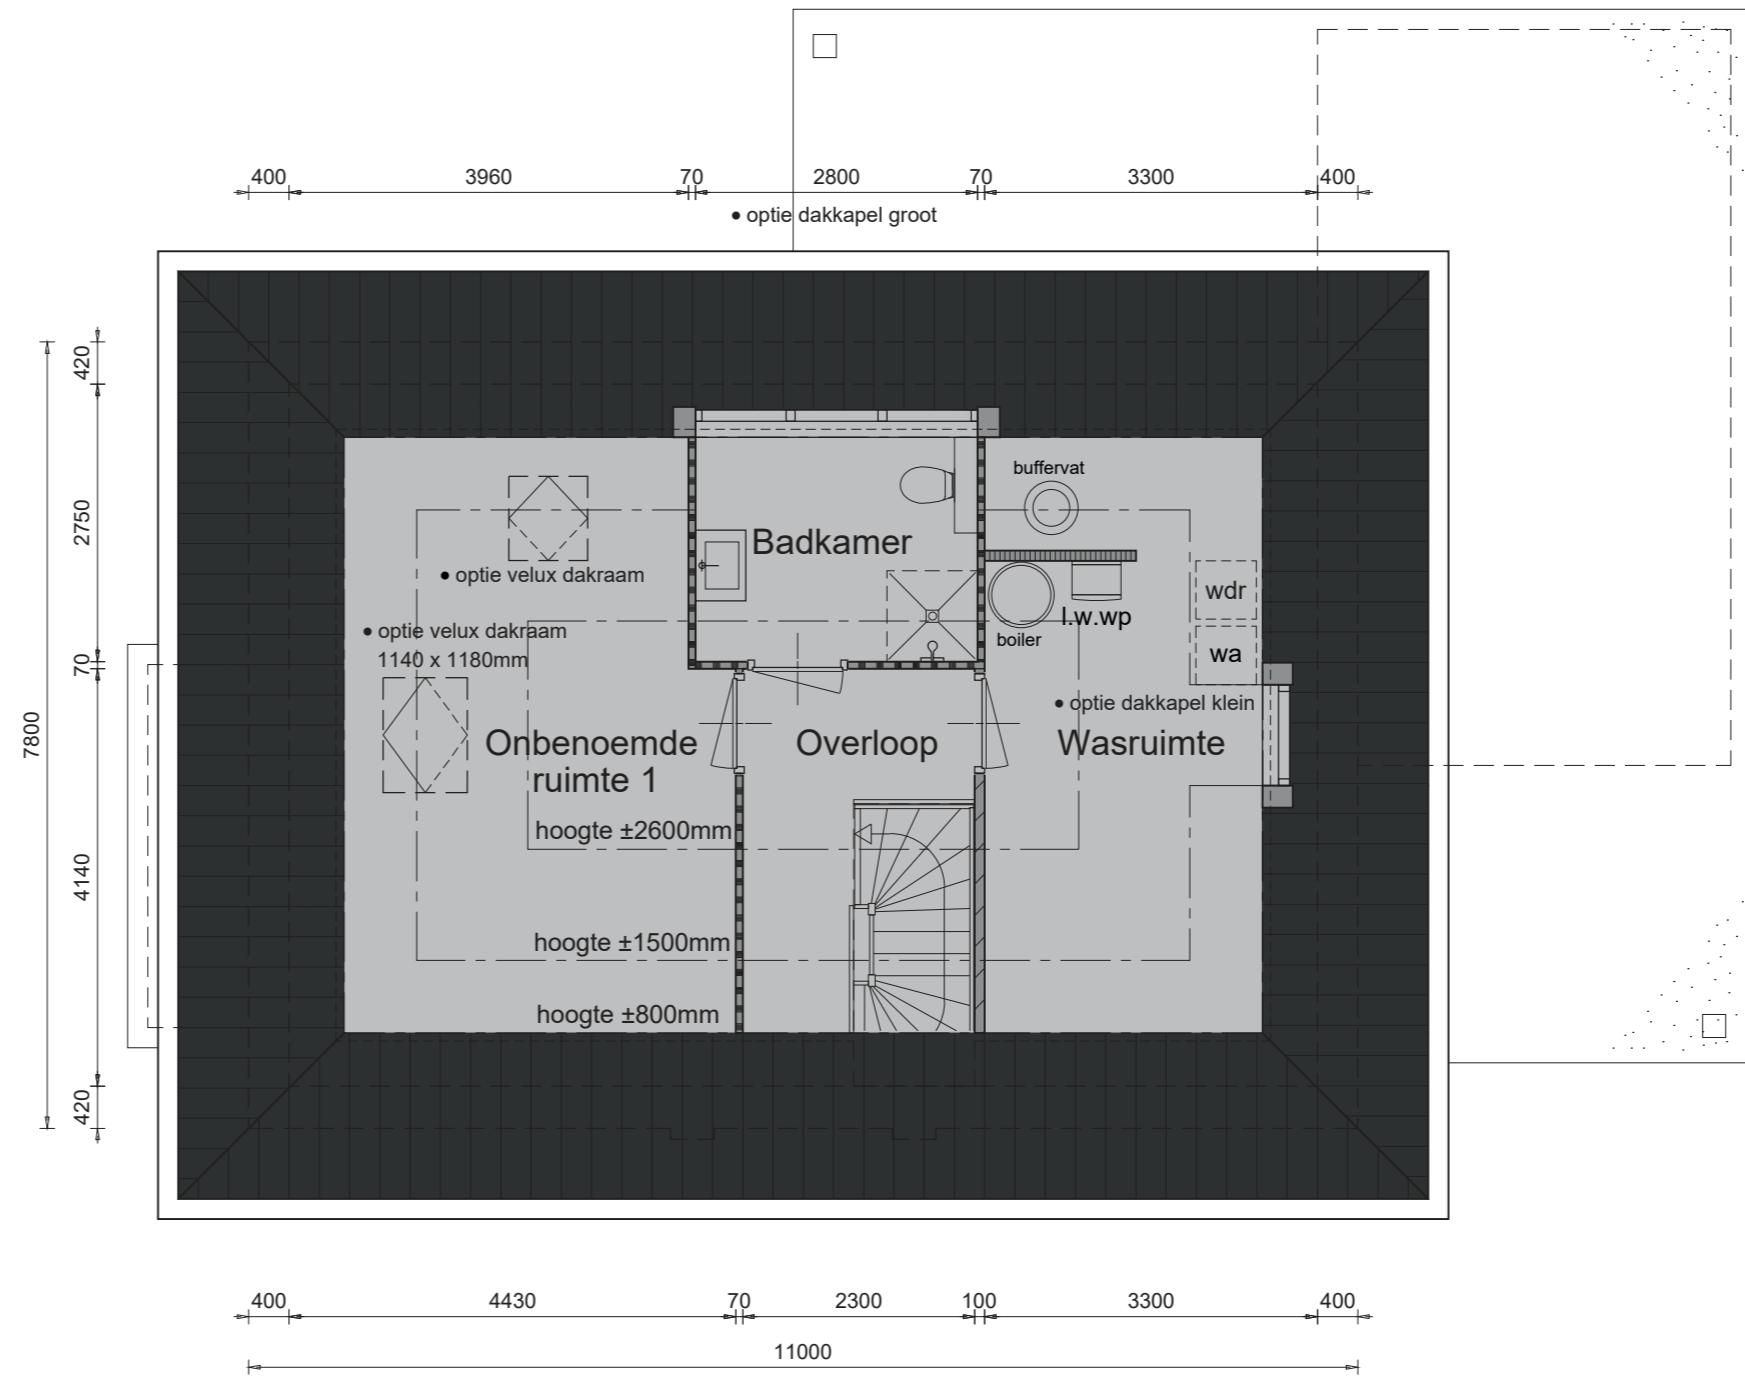 400 3960 70 2800 70 3300 400
• optie dakkapel groot
420
2750
70
4140
420
7800
buffervat
Badkamer
• optie velux dakraam
wdr
l.w.wp
boiler
• optie velux dakraam
1140 x 1180mm
wa
• optie dakkapel klein
Onbenoemde
ruimte 1
Overloop
Wasruimte
hoogte ±2600mm
hoogte ±1500mm
hoogte ±800mm
400 4430 70 2300 100 3300 400
11000